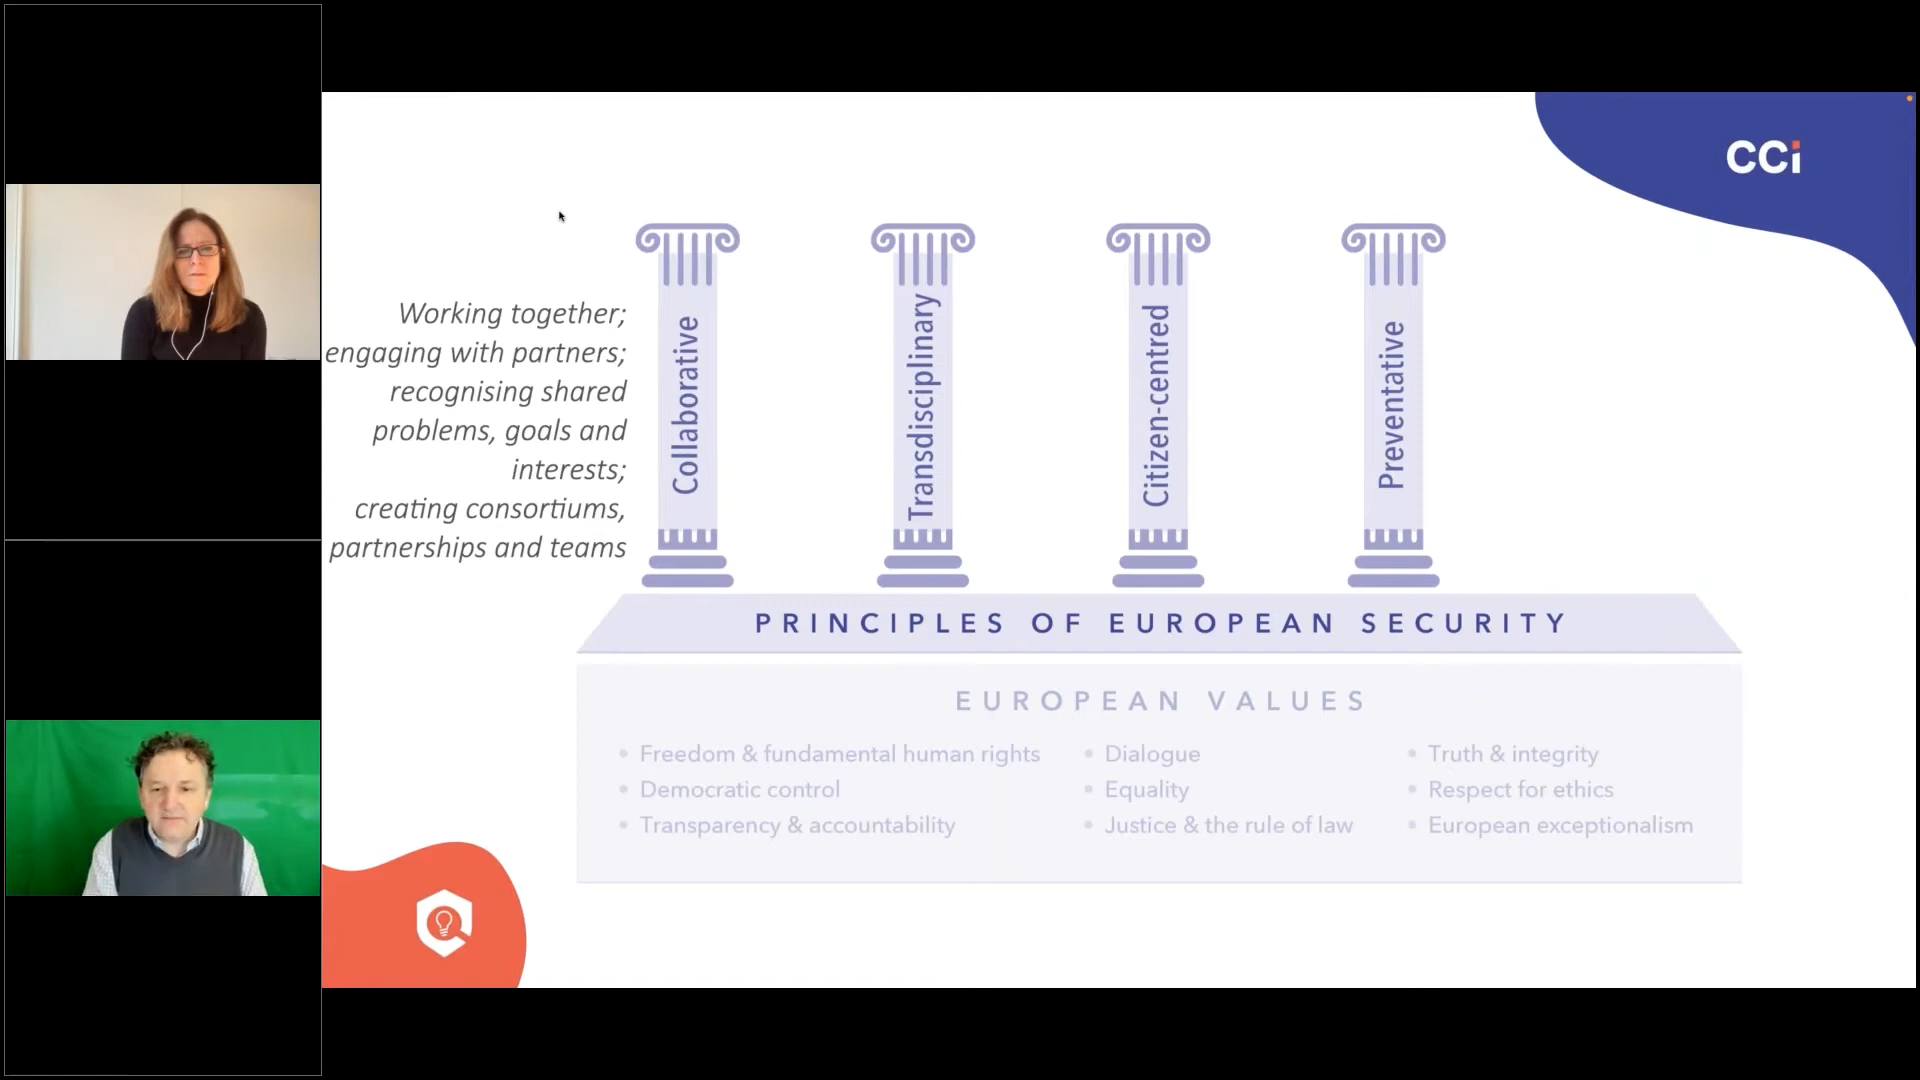 CCi
Working together;
engaging with partners;
recognising shared
problems, goals and
interests;
creating consortiums,
partnerships and teams
Collaborative
Transdisciplinary
Citizen-centred
Preventative
PRINCIPLES OF EUROPEAN SECURITY
EUROPEAN VALUES
• Freedom & fundamental human rights
• Democratic control
• Transparency & accountability
• Dialogue
• Equality
• Justice & the rule of law
• Truth & integrity
• Respect for ethics
• European exceptionalism